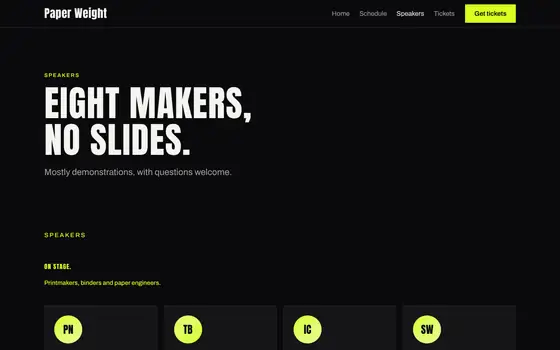 Paper Weight
Home Schedule Speakers Tickets Get tickets
SPEAKERS
EIGHT MAKERS,
NO SLIDES.
Mostly demonstrations, with questions welcome.
SPEAKERS
ON STAGE.
Printmakers, binders and paper engineers.
PN TB IC SW